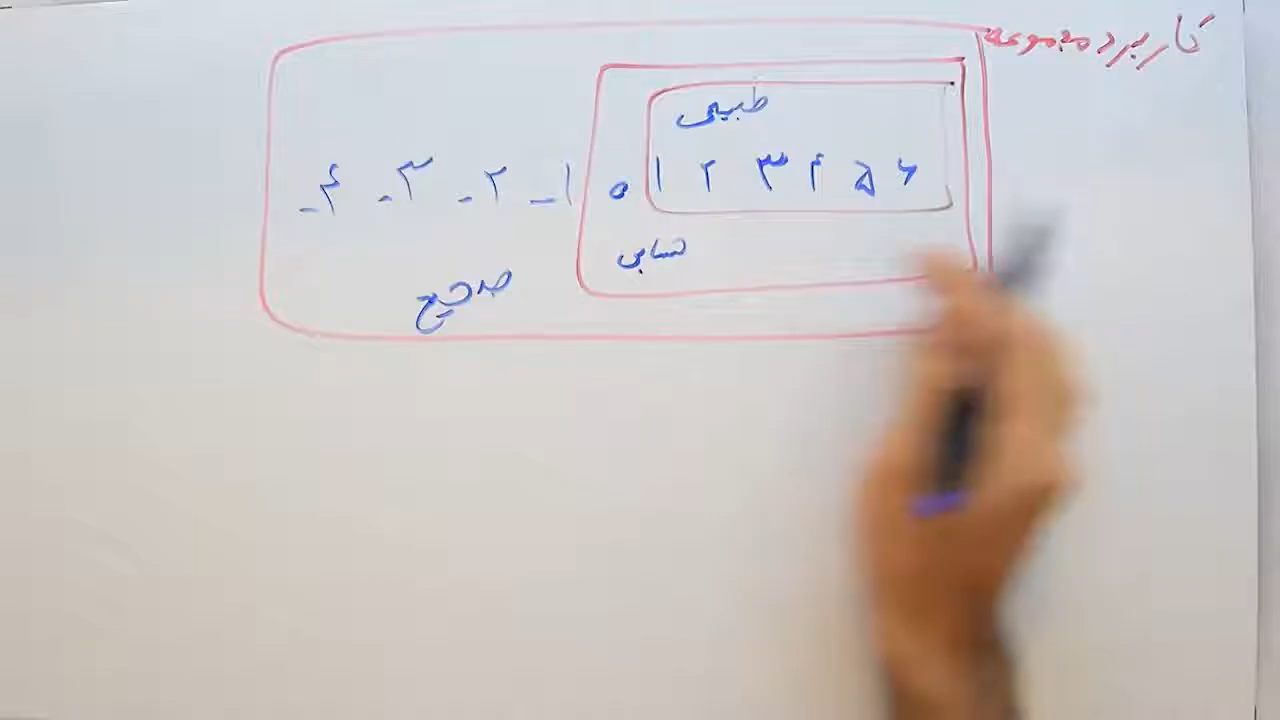 کاربرد مجموعه
طبیعی
-۴ -۳ -۲ -۱ ۰ ۱ ۲ ۳ ۴ ۵ ۶
حسابی
صحیح